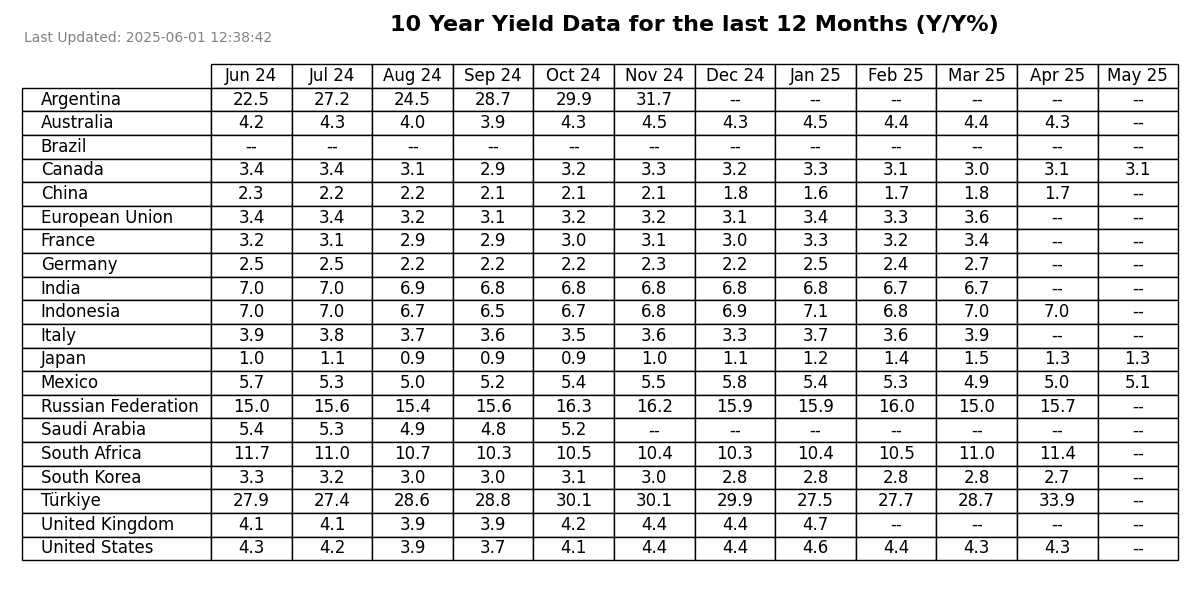 10 Year Yield Data for the last 12 Months (Y/Y%)
Last Updated: 2025-06-01 12:38:42
Jun 24 Jul 24 Aug 24 Sep 24 Oct 24 Nov 24 Dec 24 Jan 25 Feb 25 Mar 25 Apr 25 May 25
Argentina 22.5 27.2 24.5 28.7 29.9 31.7 -- -- -- -- -- --
Australia 4.2 4.3 4.0 3.9 4.3 4.5 4.3 4.5 4.4 4.4 4.3 --
Brazil -- -- -- -- -- -- -- -- -- -- -- --
Canada 3.4 3.4 3.1 2.9 3.2 3.3 3.2 3.3 3.1 3.0 3.1 3.1
China 2.3 2.2 2.2 2.1 2.1 2.1 1.8 1.6 1.7 1.8 1.7 --
European Union 3.4 3.4 3.2 3.1 3.2 3.2 3.1 3.4 3.3 3.6 -- --
France 3.2 3.1 2.9 2.9 3.0 3.1 3.0 3.3 3.2 3.4 -- --
Germany 2.5 2.5 2.2 2.2 2.2 2.3 2.2 2.5 2.4 2.7 -- --
India 7.0 7.0 6.9 6.8 6.8 6.8 6.8 6.8 6.7 6.7 -- --
Indonesia 7.0 7.0 6.7 6.5 6.7 6.8 6.9 7.1 6.8 7.0 7.0 --
Italy 3.9 3.8 3.7 3.6 3.5 3.6 3.3 3.7 3.6 3.9 -- --
Japan 1.0 1.1 0.9 0.9 0.9 1.0 1.1 1.2 1.4 1.5 1.3 1.3
Mexico 5.7 5.3 5.0 5.2 5.4 5.5 5.8 5.4 5.3 4.9 5.0 5.1
Russian Federation 15.0 15.6 15.4 15.6 16.3 16.2 15.9 15.9 16.0 15.0 15.7 --
Saudi Arabia 5.4 5.3 4.9 4.8 5.2 -- -- -- -- -- -- --
South Africa 11.7 11.0 10.7 10.3 10.5 10.4 10.3 10.4 10.5 11.0 11.4 --
South Korea 3.3 3.2 3.0 3.0 3.1 3.0 2.8 2.8 2.8 2.8 2.7 --
Türkiye 27.9 27.4 28.6 28.8 30.1 30.1 29.9 27.5 27.7 28.7 33.9 --
United Kingdom 4.1 4.1 3.9 3.9 4.2 4.4 4.4 4.7 -- -- -- --
United States 4.3 4.2 3.9 3.7 4.1 4.4 4.4 4.6 4.4 4.3 4.3 --